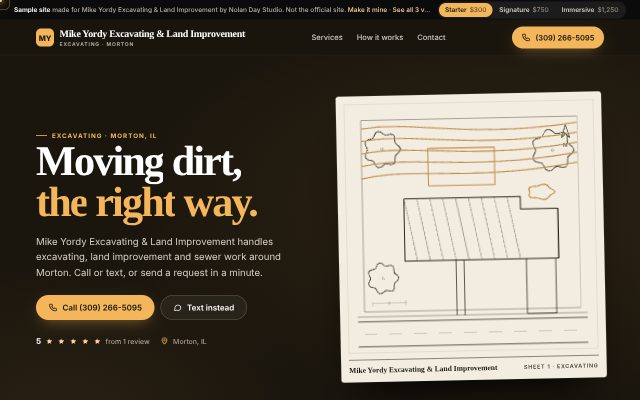 Sample site made for Mike Yordy Excavating & Land Improvement by Nolan Day Studio. Not the official site. Make it mine · See all 3 v...
Starter $300 Signature $750 Immersive $1,250
MY Mike Yordy Excavating & Land Improvement
EXCAVATING · MORTON
Services How it works Contact (309) 266-5095
EXCAVATING · MORTON, IL
Moving dirt,
the right way.
Mike Yordy Excavating & Land Improvement handles
excavating, land improvement and sewer work around
Morton. Call or text, or send a request in a minute.
Call (309) 266-5095 Text instead
5 ★ ★ ★ ★ ★ from 1 review Morton, IL
Mike Yordy Excavating & Land Improvement SHEET 1 · EXCAVATING